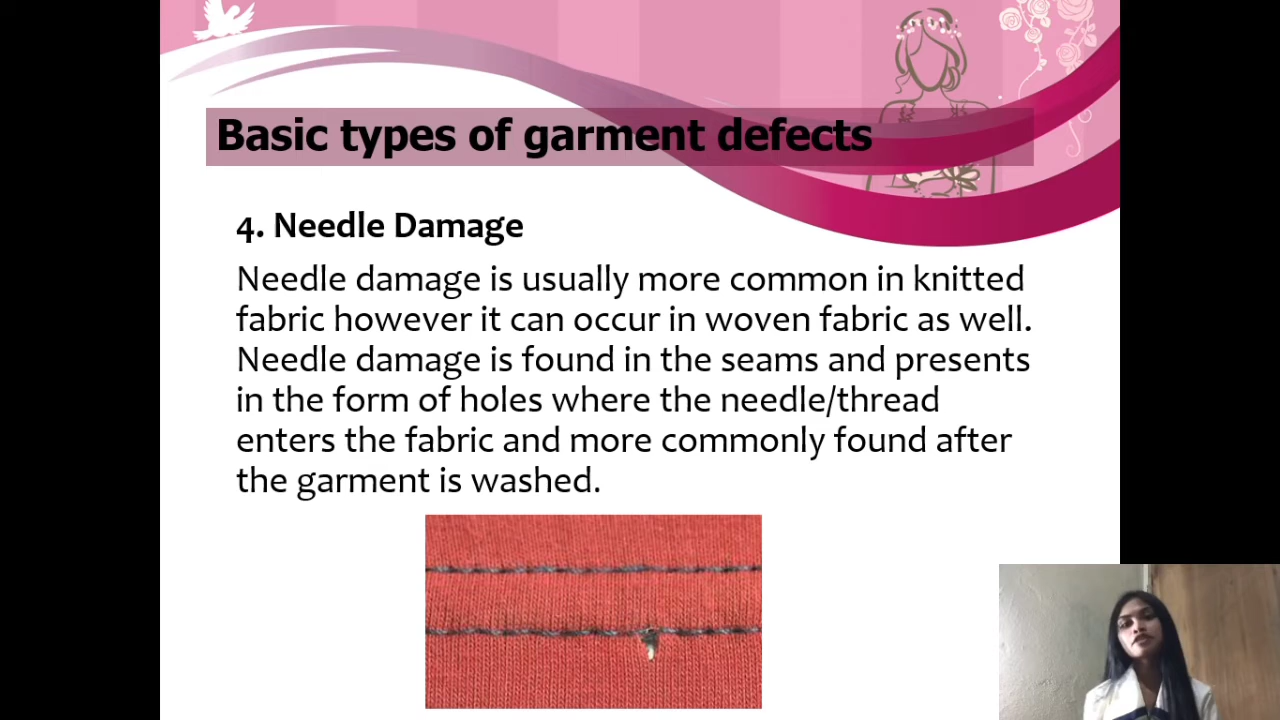 Basic types of garment defects
4. Needle Damage
Needle damage is usually more common in knitted
fabric however it can occur in woven fabric as well.
Needle damage is found in the seams and presents
in the form of holes where the needle/thread
enters the fabric and more commonly found after
the garment is washed.